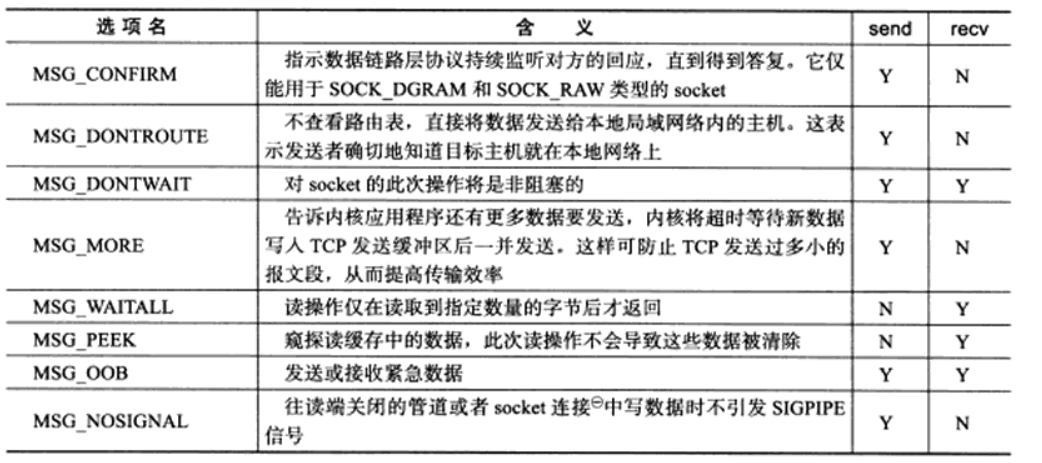 选项名 含 义 send recv
指示数据链路层协议持续监听对方的回应，直到得到答复。它仅
MSG_CONFIRM Y N
能用于 SOCK_DGRAM 和 SOCK_RAW 类型的 socket
不查看路由表，直接将数据发送给本地局域网络内的主机。这表
MSG_DONTROUTE Y N
示发送者确切地知道目标主机就在本地网络上
MSG_DONTWAIT 对 socket 的此次操作将是非阻塞的 Y Y
告诉内核应用程序还有更多数据要发送，内核将超时等待新数据
MSG_MORE 写入 TCP 发送缓冲区后一并发送。这样可防止 TCP 发送过多小的 Y N
报文段，从而提高传输效率
MSG_WAITALL 读操作仅在读取到指定数量的字节后才返回 N Y
MSG_PEEK 窥探读缓存中的数据，此次读操作不会导致这些数据被清除 N Y
MSG_OOB 发送或接收紧急数据 Y Y
往读端关闭的管道或者 socket 连接⊖中写数据时不引发 SIGPIPE
MSG_NOSIGNAL Y N
信号